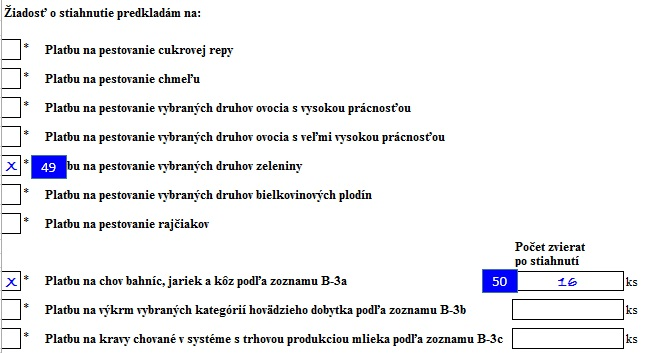 Žiadosť o stiahnutie predkladám na:
* Platbu na pestovanie cukrovej repy
* Platbu na pestovanie chmeľu
* Platbu na pestovanie vybraných druhov ovocia s vysokou prácnosťou
* Platbu na pestovanie vybraných druhov ovocia s veľmi vysokou prácnosťou
x * 49 bu na pestovanie vybraných druhov zeleniny
* Platbu na pestovanie vybraných druhov bielkovinových plodín
* Platbu na pestovanie rajčiakov
Počet zvierat
po stiahnutí
x * Platbu na chov bahníc, jariek a kôz podľa zoznamu B-3a 50 16 ks
* Platbu na výkrm vybraných kategórií hovädzieho dobytka podľa zoznamu B-3b ks
* Platbu na kravy chované v systéme s trhovou produkciou mlieka podľa zoznamu B-3c ks